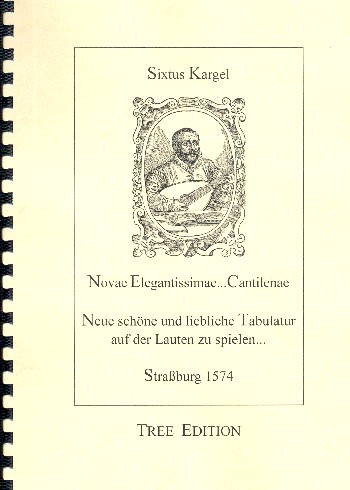 Sixtus Kargel
Novae Elegantissimae...Cantilenae
Neue schöne und liebliche Tabulatur
auf der Lauten zu spielen...
Straßburg 1574
TREE EDITION